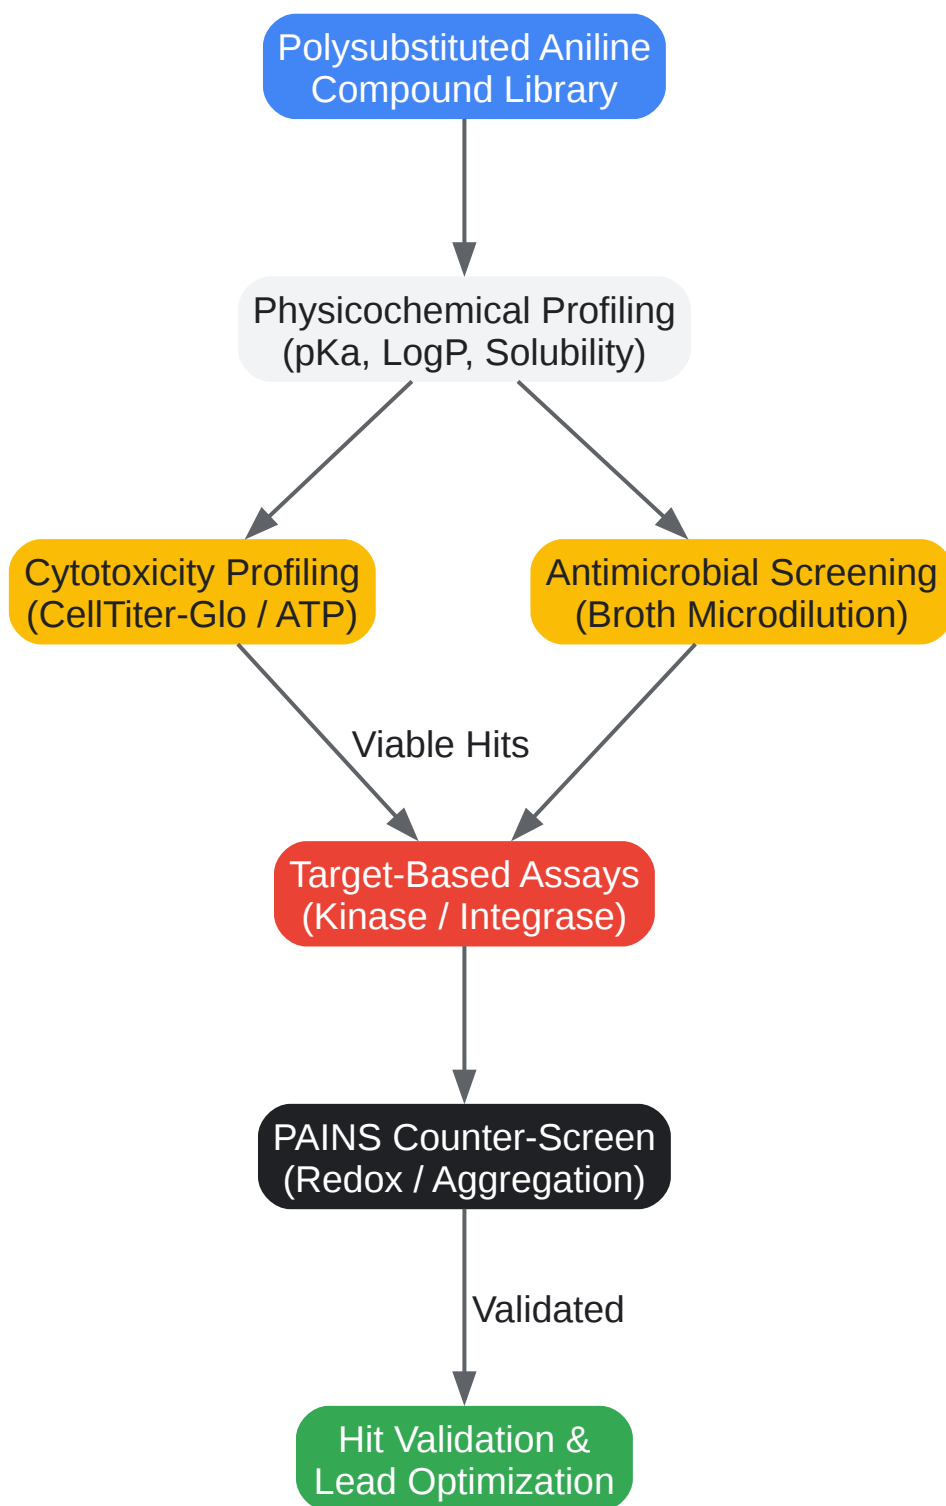 Polysubstituted Aniline
Compound Library
Physicochemical Profiling
(pKa, LogP, Solubility)
Cytotoxicity Profiling
(CellTiter-Glo / ATP)
Antimicrobial Screening
(Broth Microdilution)
Viable Hits
Target-Based Assays
(Kinase / Integrase)
PAINS Counter-Screen
(Redox / Aggregation)
Validated
Hit Validation &
Lead Optimization